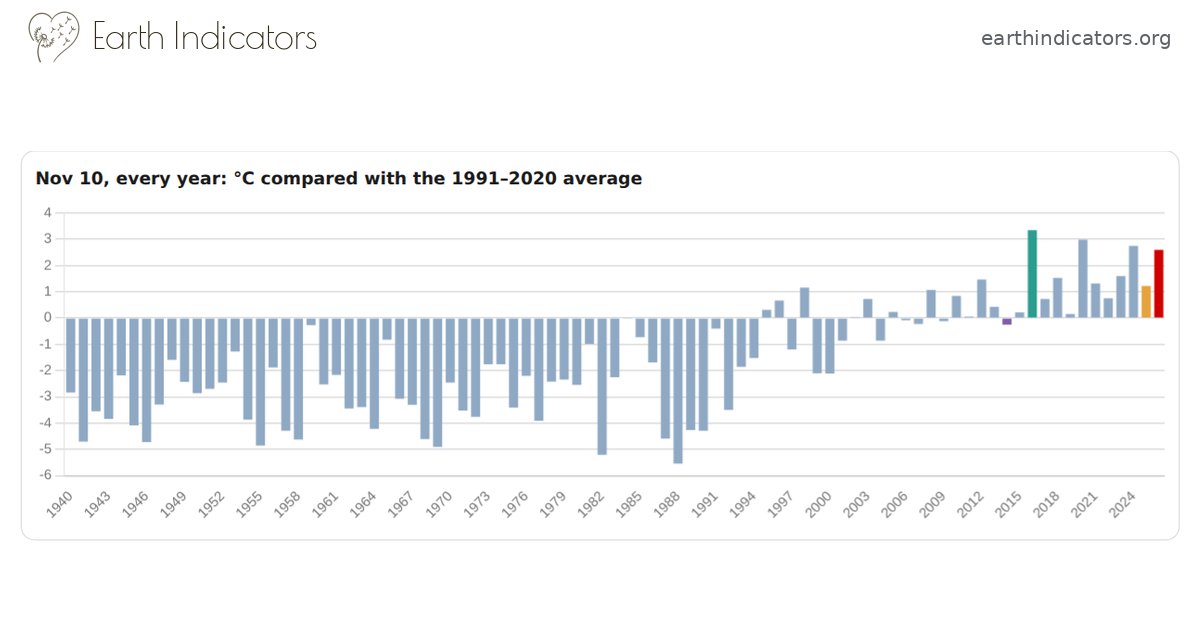 Earth Indicators
earthindicators.org
Nov 10, every year: °C compared with the 1991–2020 average
4
3
2
1
0
-1
-2
-3
-4
-5
-6
1940 1943 1946 1949 1952 1955 1958 1961 1964 1967 1970 1973 1976 1979 1982 1985 1988 1991 1994 1997 2000 2003 2006 2009 2012 2015 2018 2021 2024